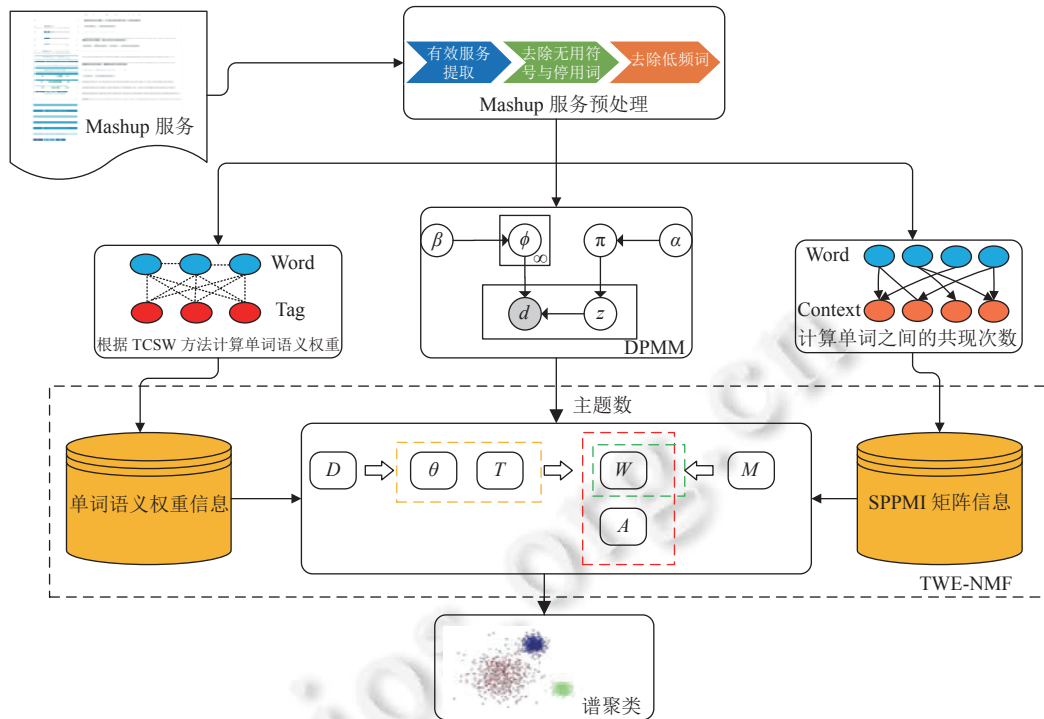 Mashup 服务
有效服务
提取
去除无用符
号与停用词
去除低频词
Mashup 服务预处理
Word
Tag
根据 TCSW 方法计算单词语义权重
β
ϕ
∞
π
α
d
z
DPMM
Word
Context
计算单词之间的共现次数
主题数
单词语义权重信息
D
θ
T
W
M
A
SPPMI 矩阵信息
TWE-NMF
谱聚类